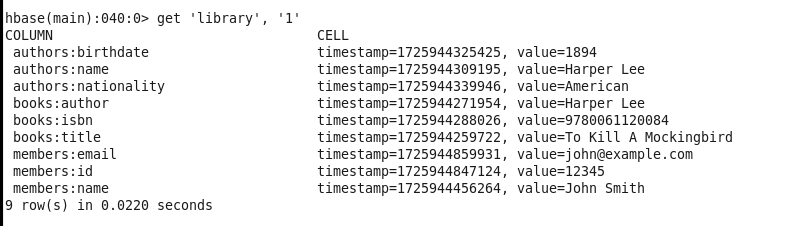 hbase(main):040:0> get 'library', '1'
COLUMN                                 CELL
 authors:birthdate                     timestamp=1725944325425, value=1894
 authors:name                          timestamp=1725944309195, value=Harper Lee
 authors:nationality                   timestamp=1725944339946, value=American
 books:author                          timestamp=1725944271954, value=Harper Lee
 books:isbn                            timestamp=1725944288026, value=9780061120084
 books:title                           timestamp=1725944259722, value=To Kill A Mockingbird
 members:email                         timestamp=1725944859931, value=john@example.com
 members:id                            timestamp=1725944847124, value=12345
 members:name                          timestamp=1725944456264, value=John Smith
9 row(s) in 0.0220 seconds